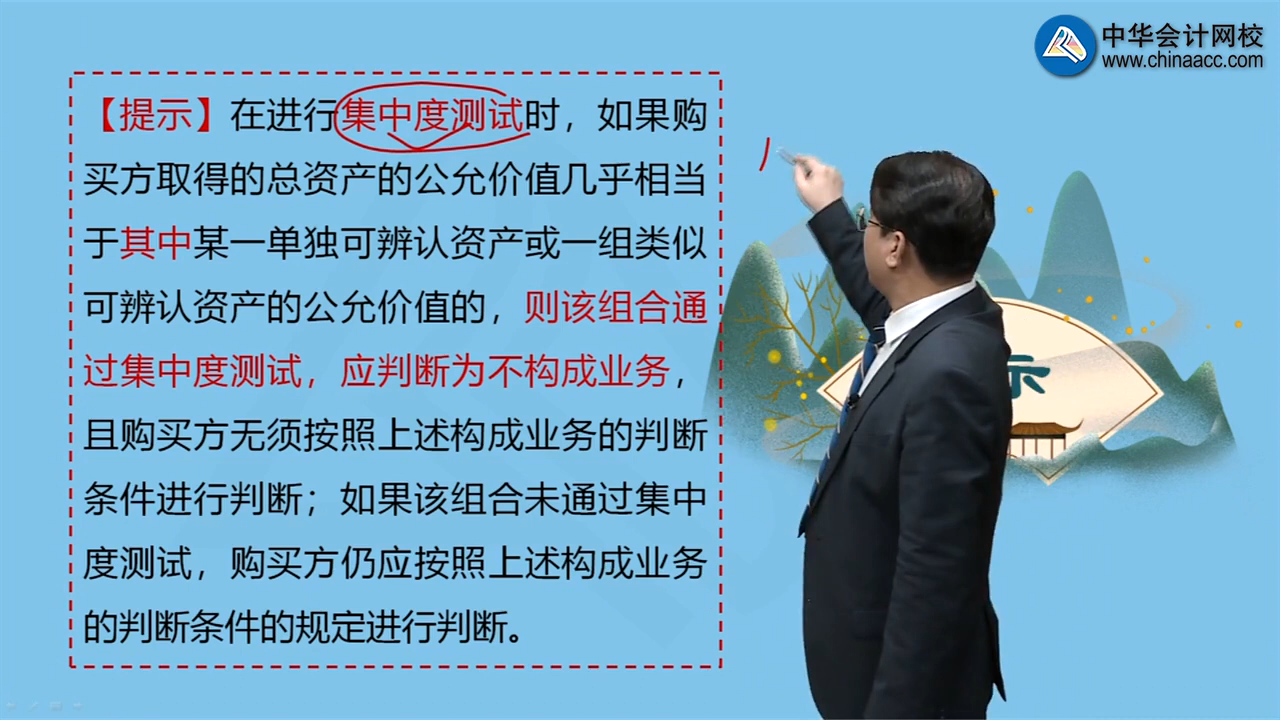 中华会计网校
www.chinaacc.com
【提示】在进行集中度测试时，如果购
买方取得的总资产的公允价值几乎相当
于其中某一单独可辨认资产或一组类似
可辨认资产的公允价值的，则该组合通
过集中度测试，应判断为不构成业务，
且购买方无须按照上述构成业务的判断
条件进行判断；如果该组合未通过集中
度测试，购买方仍应按照上述构成业务
的判断条件的规定进行判断。
示